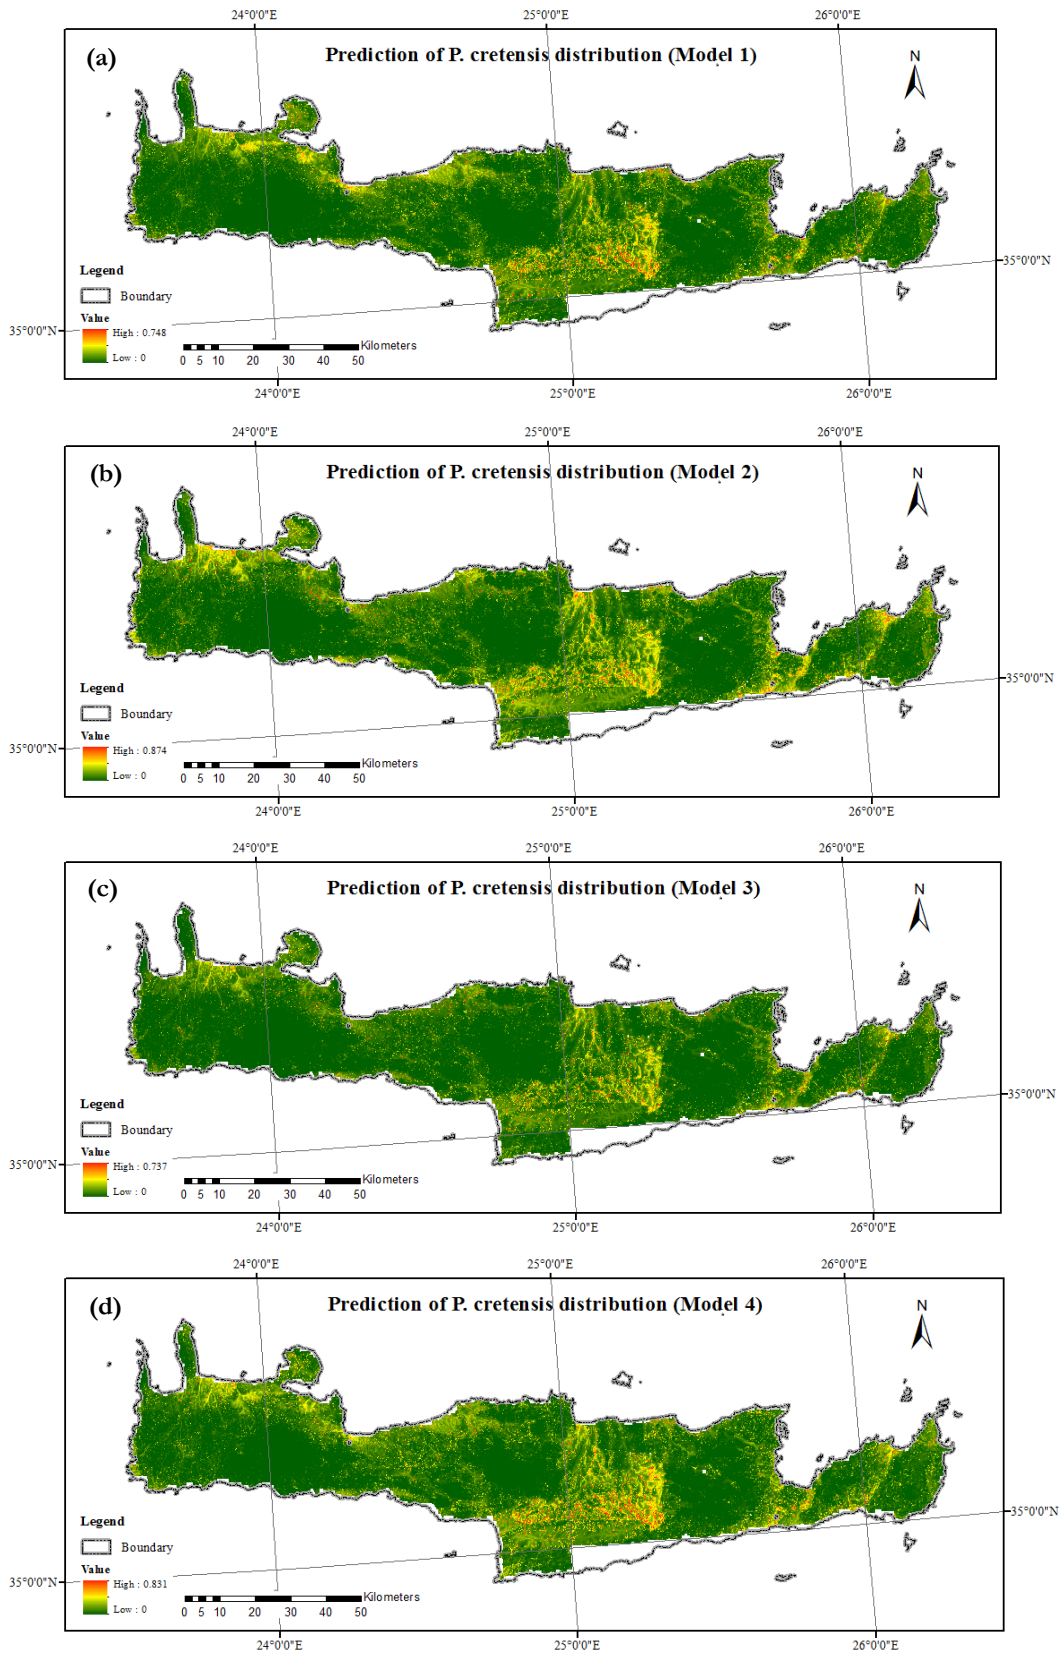 24°0'0"E 25°0'0"E 26°0'0"E
(a) Prediction of P. cretensis distribution (Model 1)
N
35°0'0"N
Legend
Boundary
Value
High : 0.748
Low : 0
35°0'0"N
Kilometers
0 5 10 20 30 40 50
24°0'0"E 25°0'0"E 26°0'0"E
24°0'0"E 25°0'0"E 26°0'0"E
(b) Prediction of P. cretensis distribution (Model 2)
N
35°0'0"N
Legend
Boundary
Value
High : 0.874
Low : 0
35°0'0"N
Kilometers
0 5 10 20 30 40 50
24°0'0"E 25°0'0"E 26°0'0"E
24°0'0"E 25°0'0"E 26°0'0"E
(c) Prediction of P. cretensis distribution (Model 3)
N
35°0'0"N
Legend
Boundary
Value
High : 0.737
Low : 0
35°0'0"N
Kilometers
0 5 10 20 30 40 50
24°0'0"E 25°0'0"E 26°0'0"E
24°0'0"E 25°0'0"E 26°0'0"E
(d) Prediction of P. cretensis distribution (Model 4)
N
35°0'0"N
Legend
Boundary
Value
High : 0.831
Low : 0
35°0'0"N
Kilometers
0 5 10 20 30 40 50
24°0'0"E 25°0'0"E 26°0'0"E